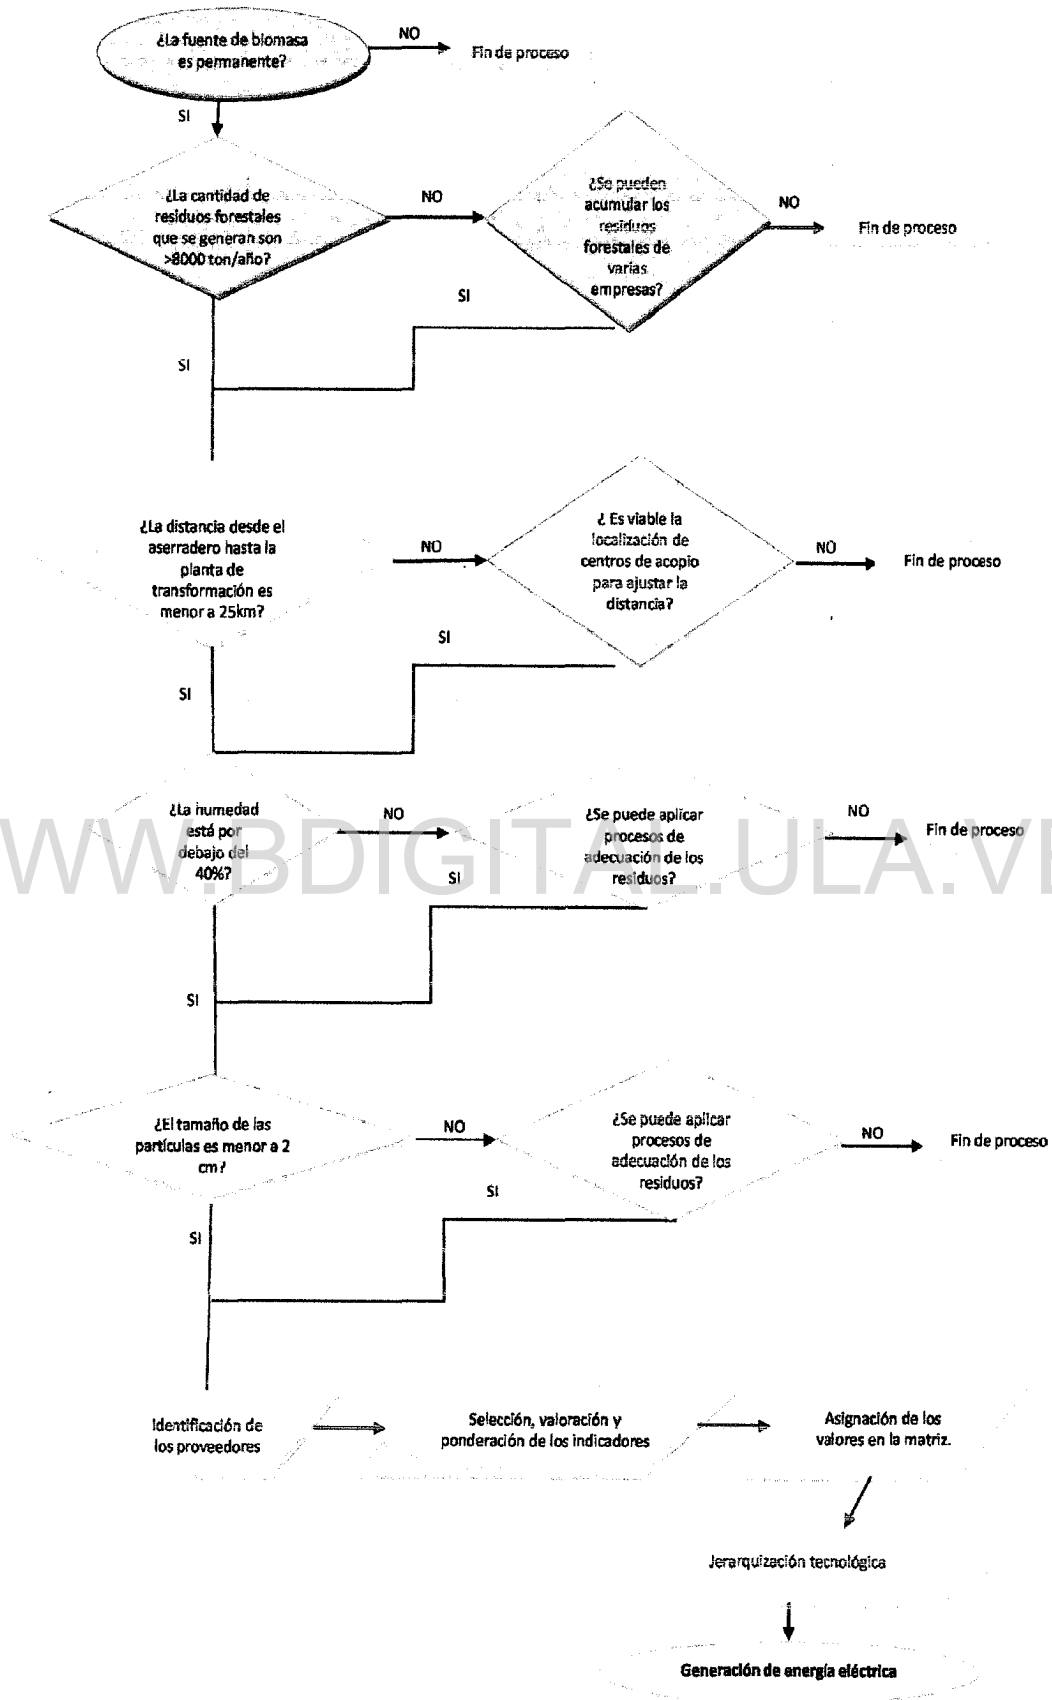 ¿La fuente de biomasa
es permanente?
NO
Fin de proceso
SI
¿La cantidad de
residuos forestales
que se generan son
>8000 ton/año?
NO
¿Se pueden
acumular los
residuos
forestales de
varias
empresas?
NO
Fin de proceso
SI
SI
¿La distancia desde el
aserradero hasta la
planta de
transformación es
menor a 25km?
NO
¿ Es viable la
localización de
centros de acopio
para ajustar la
distancia?
NO
Fin de proceso
SI
SI
¿La humedad
está por
debajo del
40%?
NO
¿Se puede aplicar
procesos de
adecuación de los
residuos?
NO
Fin de proceso
SI
WWW.BDIGITAL.ULA.VE
SI
¿El tamaño de las
partículas es menor a 2
cm?
NO
¿Se puede aplicar
procesos de
adecuación de los
residuos?
NO
Fin de proceso
SI
SI
Identificación de
los proveedores
Selección, valoración y
ponderación de los indicadores
Asignación de los
valores en la matriz.
Jerarquización tecnológica
Generación de energía eléctrica